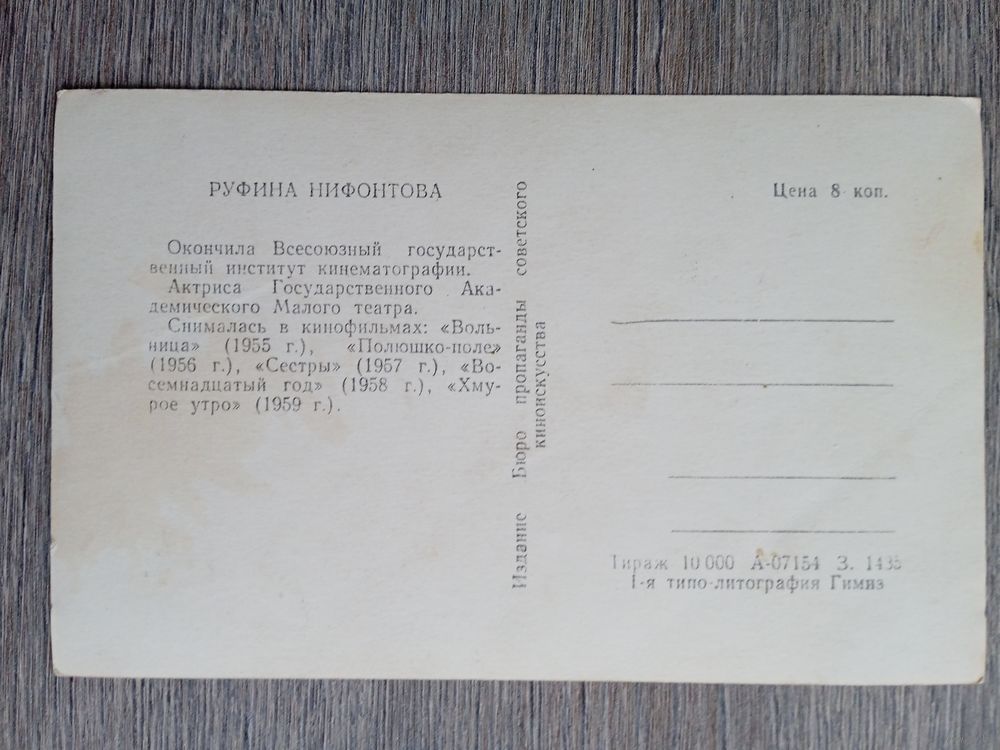 РУФИНА НИФОНТОВА
Окончила Всесоюзный государст-
венный институт кинематографии.
Актриса Государственного Ака-
демического Малого театра.
Снималась в кинофильмах: «Воль-
ница» (1955 г.), «Полюшко-поле»
(1956 г.), «Сестры» (1957 г.), «Во-
семнадцатый год» (1958 г.), «Хму-
рое утро» (1959 г.).
Издание Бюро пропаганды советского
киноискусства
Цена 8 коп.
Тираж 10 000 А-07154 З. 1435
1-я типо-литография Гимиз